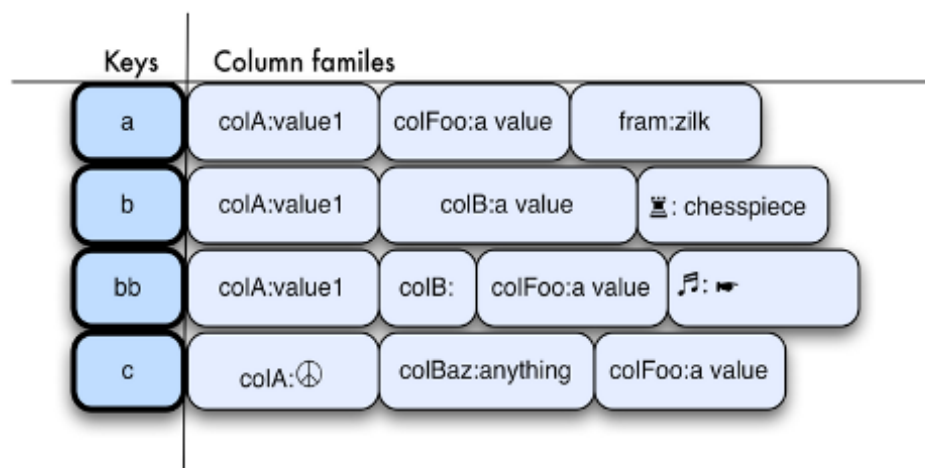 Keys Column familes
a colA:value1 colFoo:a value fram:zilk
b colA:value1 colB:a value ♜: chesspiece
bb colA:value1 colB: colFoo:a value ♬: ☛
c colA:☮ colBaz:anything colFoo:a value